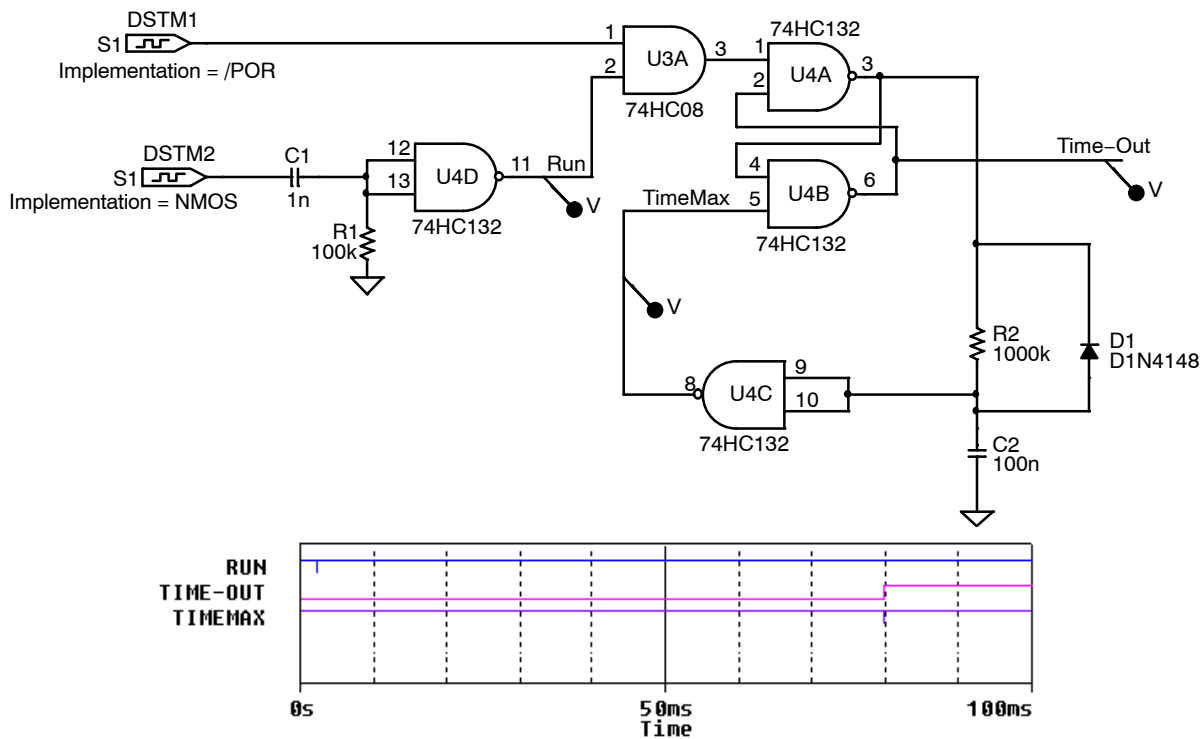 DSTM1
S1
Implementation = /POR
1
2
U3A
3
74HC08
74HC132
1
2
U4A
3
DSTM2
S1
Implementation = NMOS
C1
1n
12
13
U4D
11
Run
V
74HC132
R1
100k
TimeMax
4
5
U4B
6
74HC132
Time−Out
V
V
R2
1000k
D1
D1N4148
8
U4C
9
10
74HC132
C2
100n
RUN
TIME-OUT
TIMEMAX
0s
50ms
100ms
Time